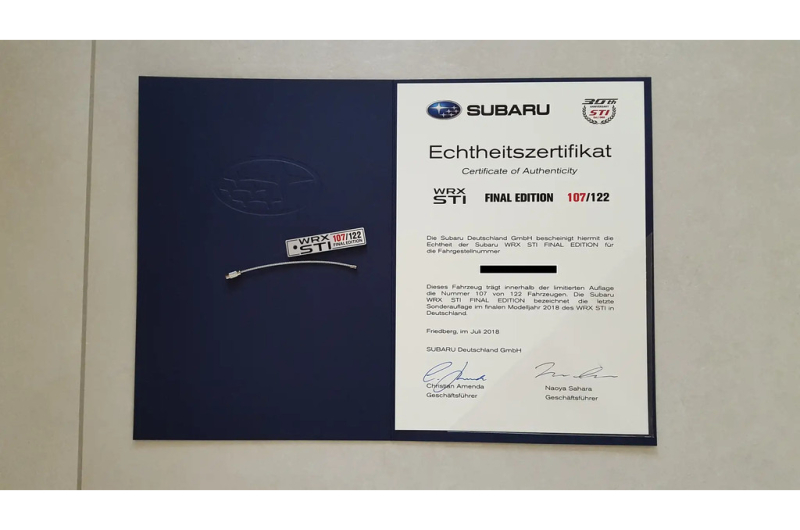 WRX 107/122
STI FINAL EDITION
SUBARU
30th
ANNIVERSARY
STI
Echtheitszertifikat
Certificate of Authenticity
WRX
STI FINAL EDITION 107/122
Die Subaru Deutschland GmbH bescheinigt hiermit die
Echtheit der Subaru WRX STI FINAL EDITION für
die Fahrgestellnummer
Dieses Fahrzeug trägt innerhalb der limitierten Auflage
die Nummer 107 von 122 Fahrzeugen. Die Subaru
WRX STI FINAL EDITION bezeichnet die letzte
Sonderauflage im finalen Modelljahr 2018 des WRX STI in
Deutschland.
Friedberg, im Juli 2018
SUBARU Deutschland GmbH
Christian Amenda Naoya Sahara
Geschäftsführer Geschäftsführer